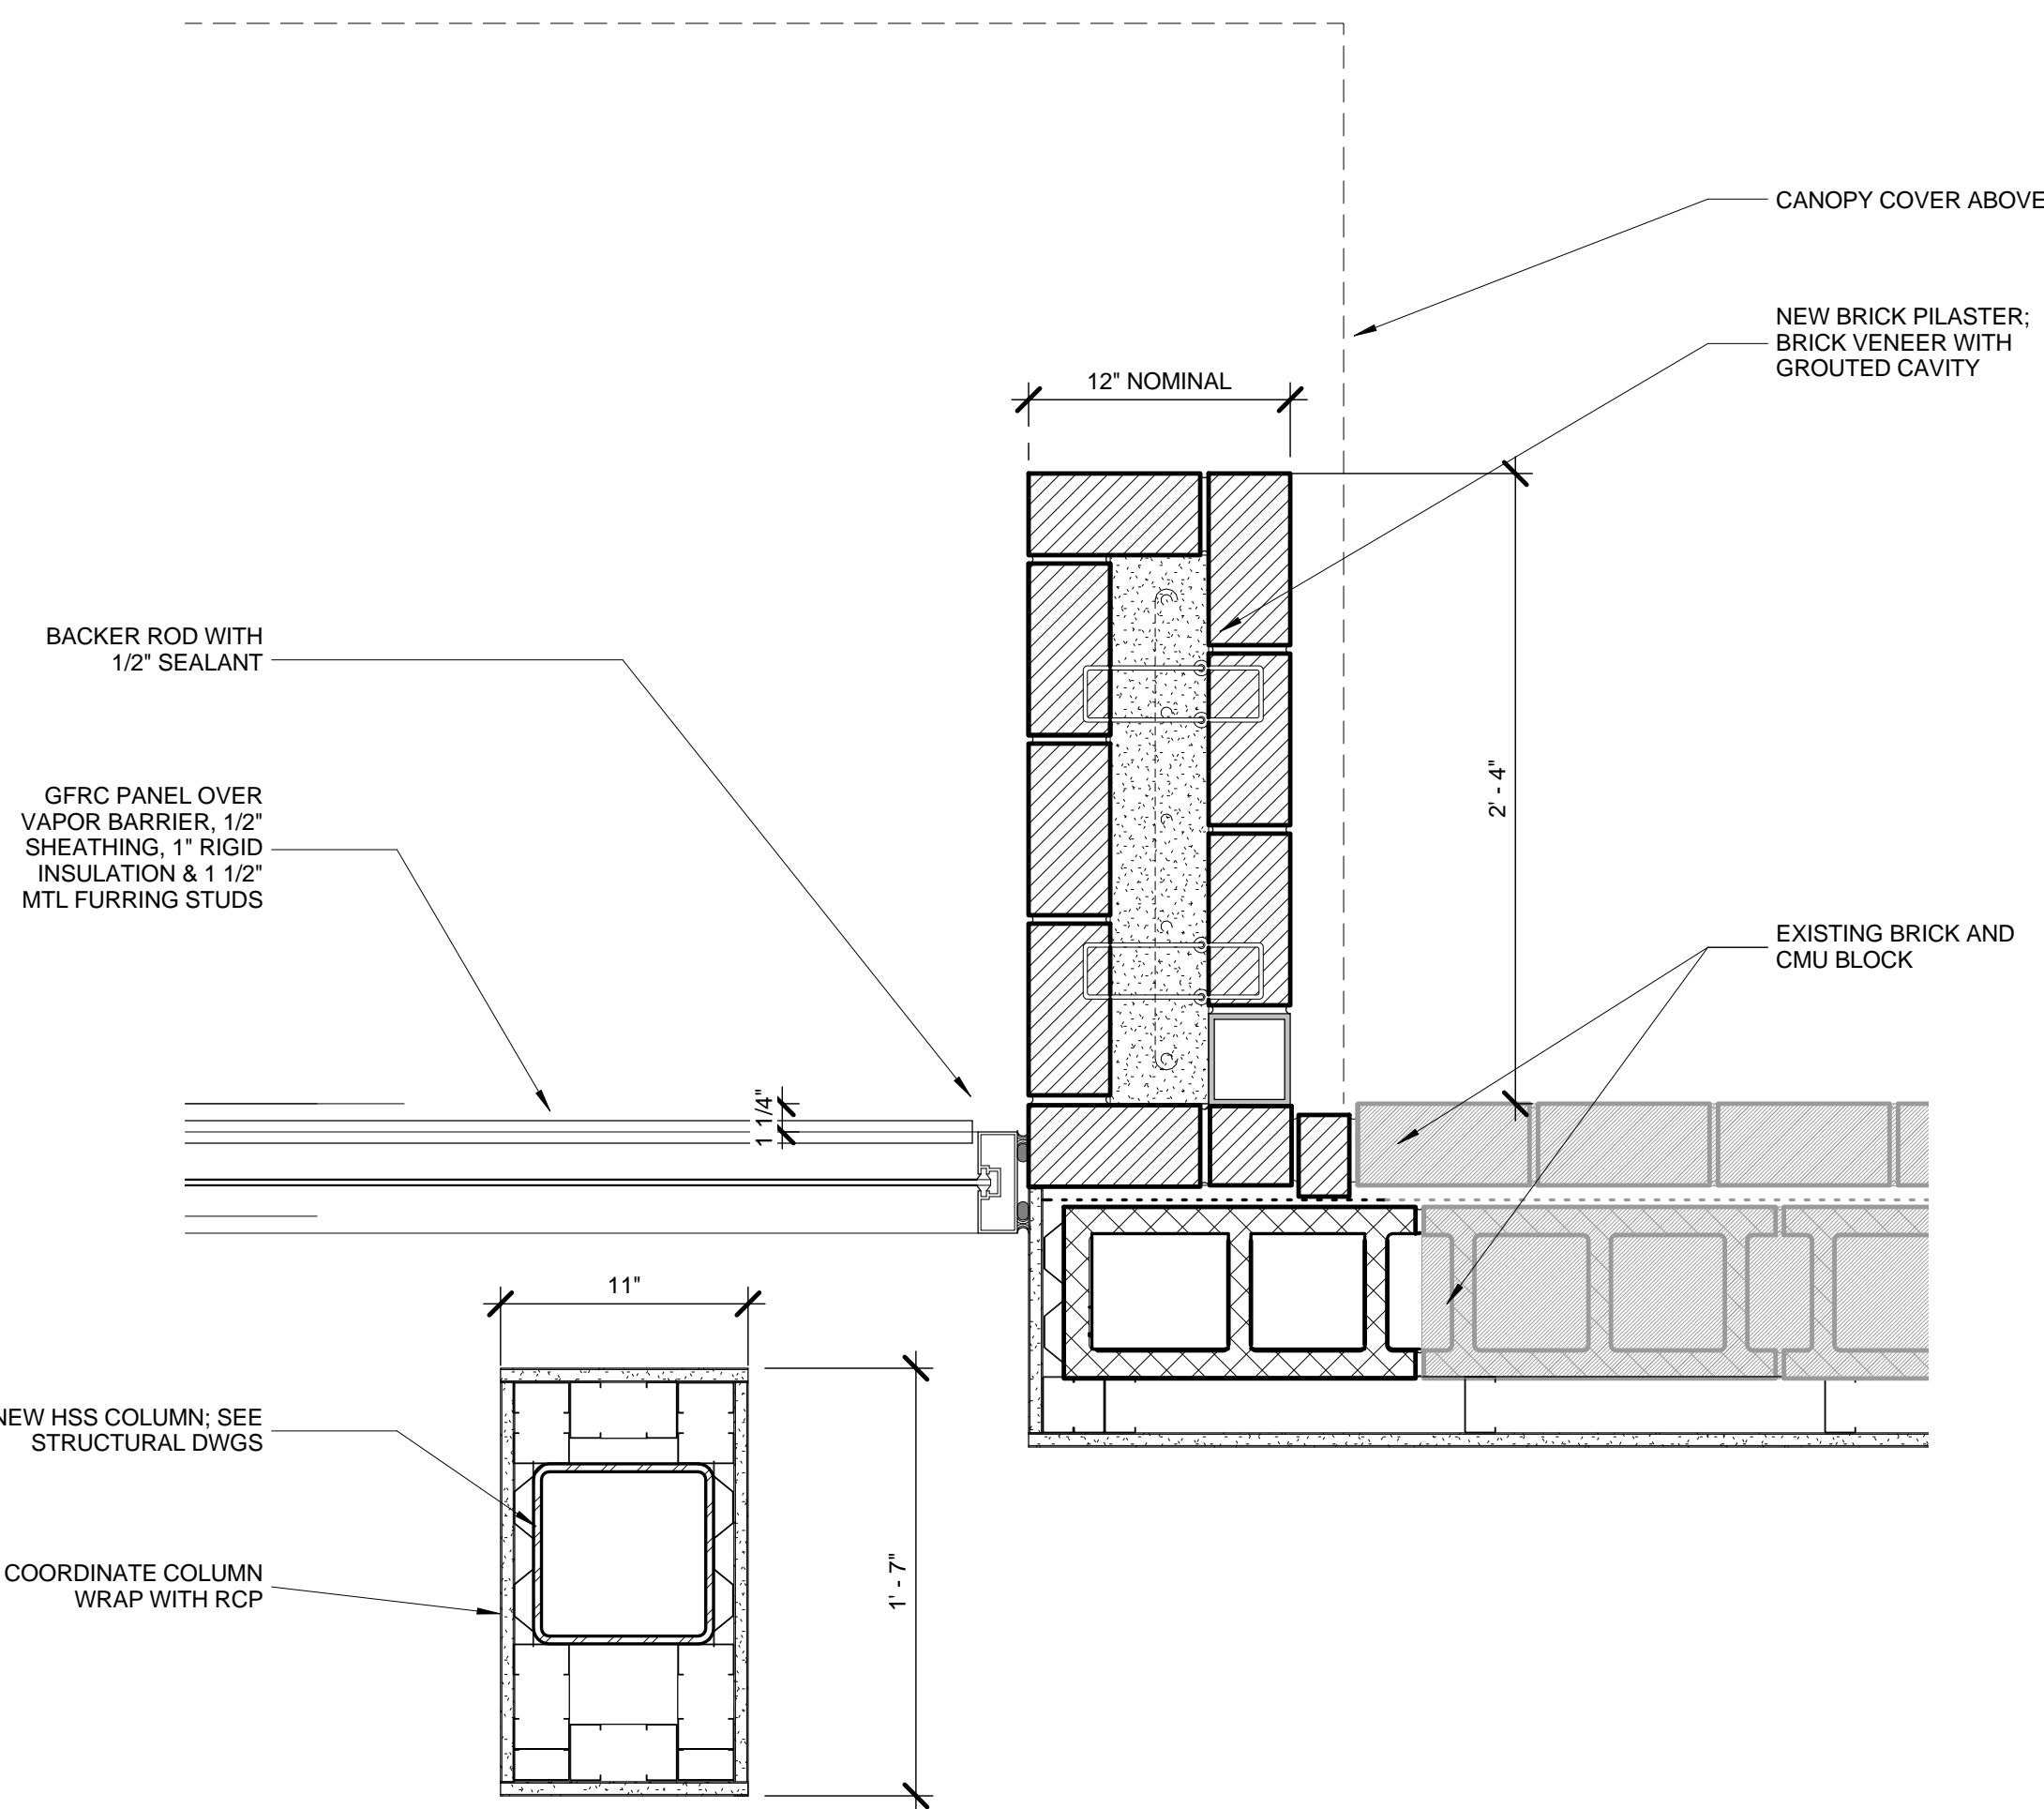 CANOPY COVER ABOVE
NEW BRICK PILASTER;
BRICK VENEER WITH
GROUTED CAVITY
12" NOMINAL
BACKER ROD WITH
1/2" SEALANT
2' - 4"
GFRC PANEL OVER
VAPOR BARRIER, 1/2"
SHEATHING, 1" RIGID
INSULATION & 1 1/2"
MTL FURRING STUDS
EXISTING BRICK AND
CMU BLOCK
1 1/4"
11"
NEW HSS COLUMN; SEE
STRUCTURAL DWGS
COORDINATE COLUMN
WRAP WITH RCP
1' - 7"